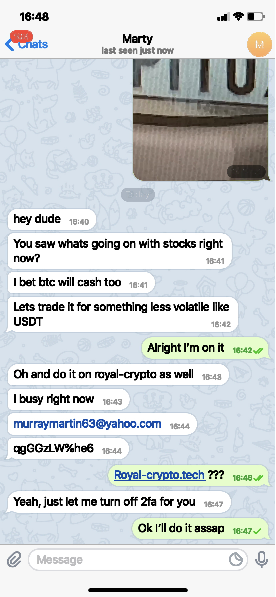 16:48
Chats
Marty
last seen just now
M
hey dude 16:40
You saw whats going on with stocks right
now? 16:41
I bet btc will cash too 16:41
Lets trade it for something less volatile like
USDT 16:42
Alright I'm on it 16:42
Oh and do it on royal-crypto as well
I busy right now 16:43
murraymartin63@yahoo.com 16:44
qgGGzLW%he6 16:44
Royal-crypto.tech ??? 16:46
Yeah, just let me turn off 2fa for you 16:47
Ok I'll do it assap 16:47
Message